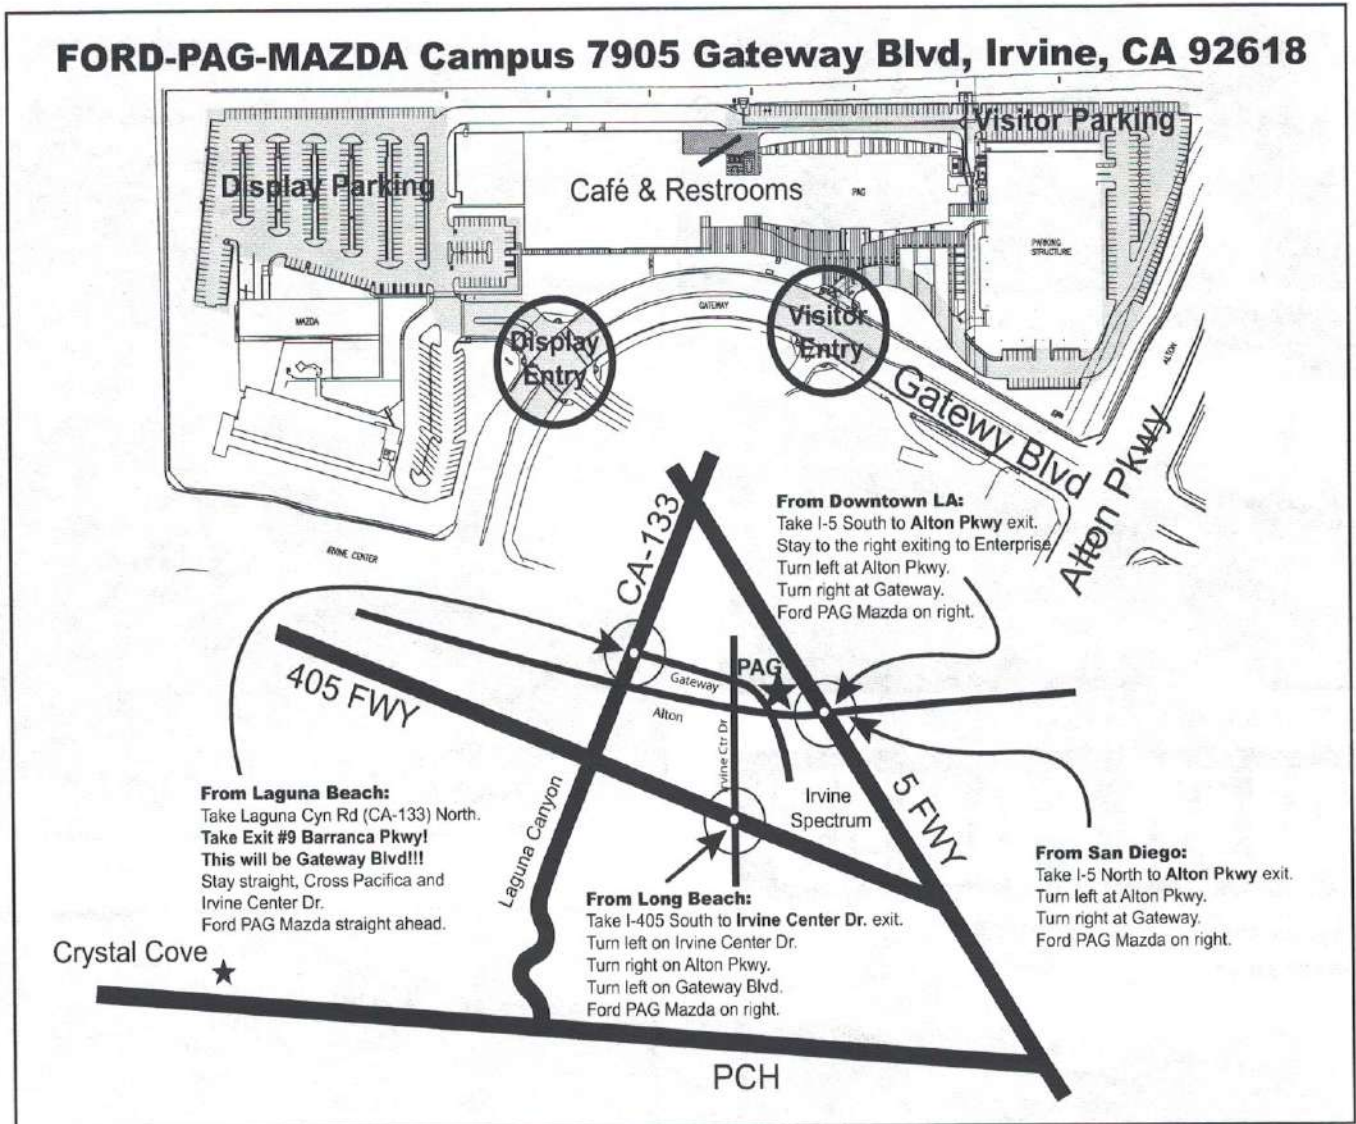 FORD-PAG-MAZDA Campus 7905 Gateway Blvd, Irvine, CA 92618
Visitor Parking
Display Parking
Café & Restrooms
PAG
PARKING
STRUCTURE
MAZDA
GATEWAY
Display
Entry
Visitor
Entry
ALTON
Gatewy Blvd
Alton Pkwy
IRVINE CENTER
CA-133
From Downtown LA:
Take I-5 South to Alton Pkwy exit.
Stay to the right exiting to Enterprise
Turn left at Alton Pkwy.
Turn right at Gateway.
Ford PAG Mazda on right.
405 FWY
Gateway
Alton
PAG
Irvine Ctr Dr
Irvine
Spectrum
5 FWY
Laguna Canyon
From Laguna Beach:
Take Laguna Cyn Rd (CA-133) North.
Take Exit #9 Barranca Pkwy!
This will be Gateway Blvd!!!
Stay straight, Cross Pacifica and
Irvine Center Dr.
Ford PAG Mazda straight ahead.
From Long Beach:
Take I-405 South to Irvine Center Dr. exit.
Turn left on Irvine Center Dr.
Turn right on Alton Pkwy.
Turn left on Gateway Blvd.
Ford PAG Mazda on right.
From San Diego:
Take I-5 North to Alton Pkwy exit.
Turn left at Alton Pkwy.
Turn right at Gateway.
Ford PAG Mazda on right.
Crystal Cove
PCH